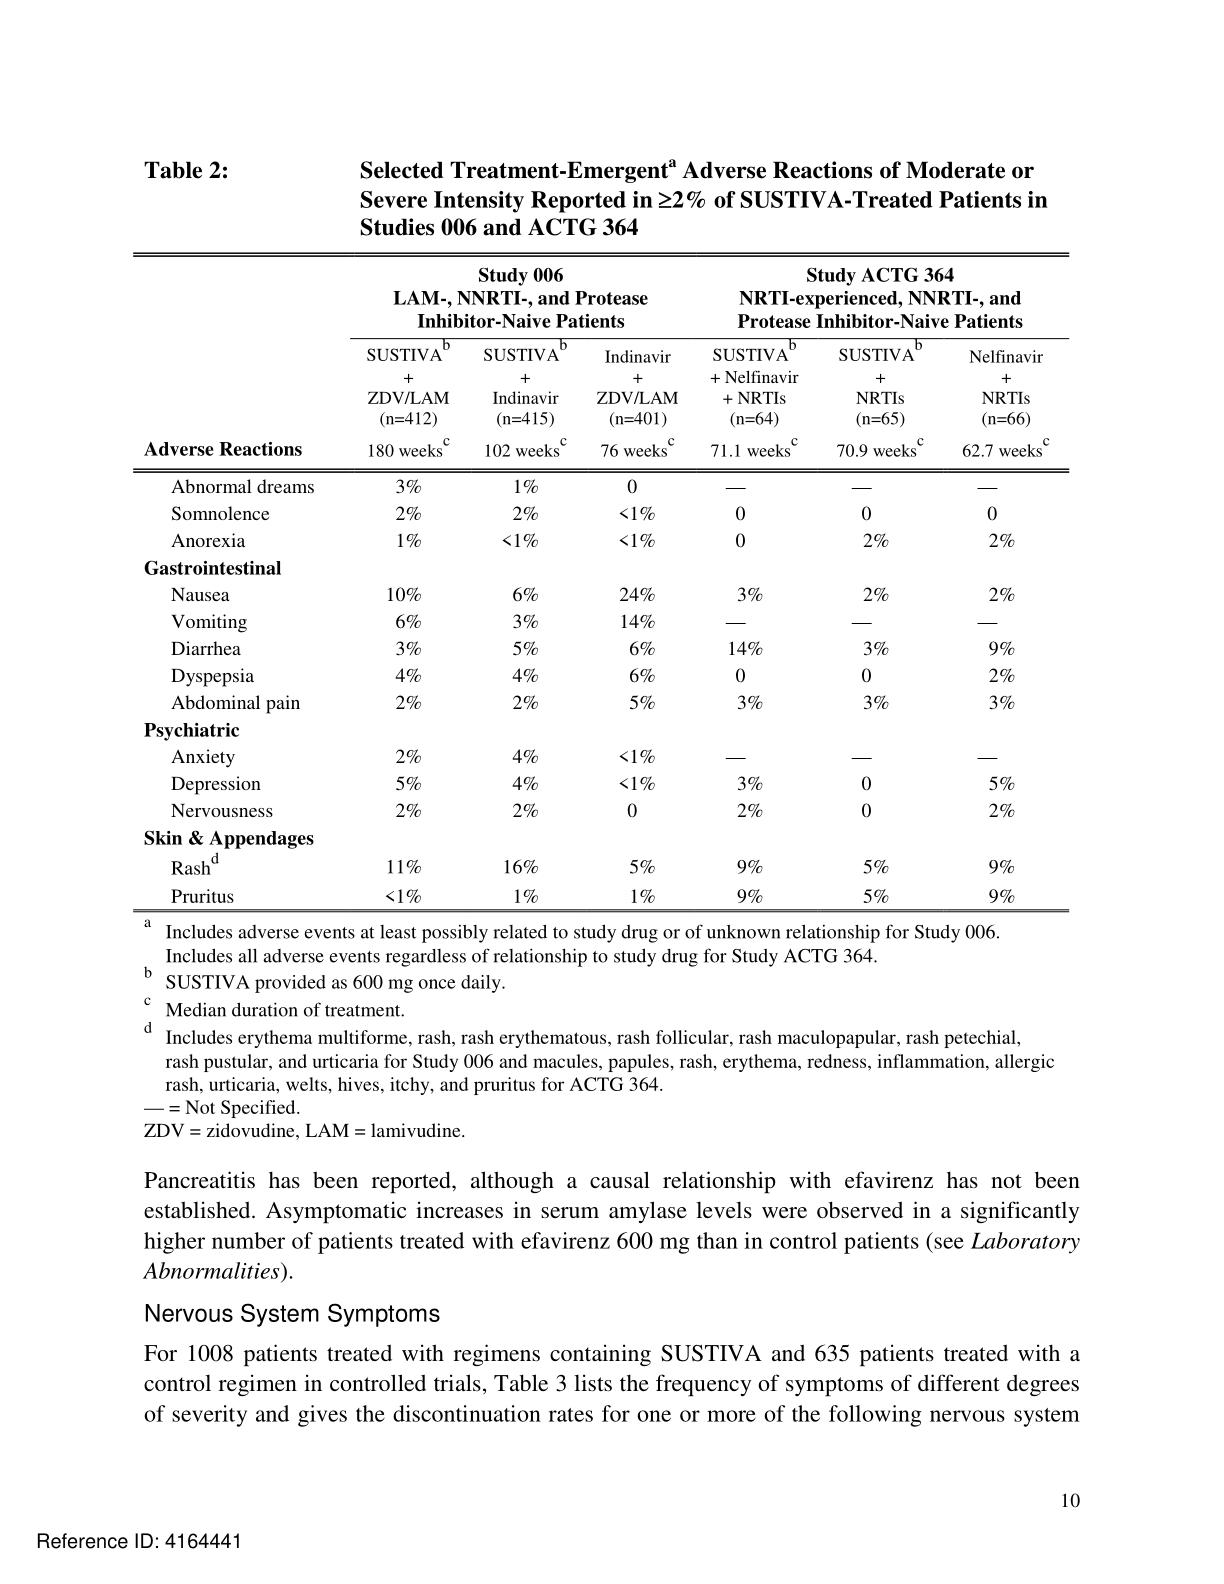 Table 2: Selected Treatment-Emergentᵃ Adverse Reactions of Moderate or
Severe Intensity Reported in ≥2% of SUSTIVA-Treated Patients in
Studies 006 and ACTG 364
Study 006 Study ACTG 364
LAM-, NNRTI-, and Protease NRTI-experienced, NNRTI-, and
Inhibitor-Naive Patients Protease Inhibitor-Naive Patients
SUSTIVAᵇ SUSTIVAᵇ Indinavir SUSTIVAᵇ SUSTIVAᵇ Nelfinavir
+ + + + Nelfinavir + +
ZDV/LAM Indinavir ZDV/LAM + NRTIs NRTIs NRTIs
(n=412) (n=415) (n=401) (n=64) (n=65) (n=66)
Adverse Reactions 180 weeksᶜ 102 weeksᶜ 76 weeksᶜ 71.1 weeksᶜ 70.9 weeksᶜ 62.7 weeksᶜ
Abnormal dreams 3% 1% 0 — — —
Somnolence 2% 2% <1% 0 0 0
Anorexia 1% <1% <1% 0 2% 2%
Gastrointestinal
Nausea 10% 6% 24% 3% 2% 2%
Vomiting 6% 3% 14% — — —
Diarrhea 3% 5% 6% 14% 3% 9%
Dyspepsia 4% 4% 6% 0 0 2%
Abdominal pain 2% 2% 5% 3% 3% 3%
Psychiatric
Anxiety 2% 4% <1% — — —
Depression 5% 4% <1% 3% 0 5%
Nervousness 2% 2% 0 2% 0 2%
Skin & Appendages
Rashᵈ 11% 16% 5% 9% 5% 9%
Pruritus <1% 1% 1% 9% 5% 9%
ᵃ Includes adverse events at least possibly related to study drug or of unknown relationship for Study 006.
Includes all adverse events regardless of relationship to study drug for Study ACTG 364.
ᵇ SUSTIVA provided as 600 mg once daily.
ᶜ Median duration of treatment.
ᵈ Includes erythema multiforme, rash, rash erythematous, rash follicular, rash maculopapular, rash petechial,
rash pustular, and urticaria for Study 006 and macules, papules, rash, erythema, redness, inflammation, allergic
rash, urticaria, welts, hives, itchy, and pruritus for ACTG 364.
— = Not Specified.
ZDV = zidovudine, LAM = lamivudine.
Pancreatitis has been reported, although a causal relationship with efavirenz has not been
established. Asymptomatic increases in serum amylase levels were observed in a significantly
higher number of patients treated with efavirenz 600 mg than in control patients (see Laboratory
Abnormalities).
Nervous System Symptoms
For 1008 patients treated with regimens containing SUSTIVA and 635 patients treated with a
control regimen in controlled trials, Table 3 lists the frequency of symptoms of different degrees
of severity and gives the discontinuation rates for one or more of the following nervous system
10
Reference ID: 4164441